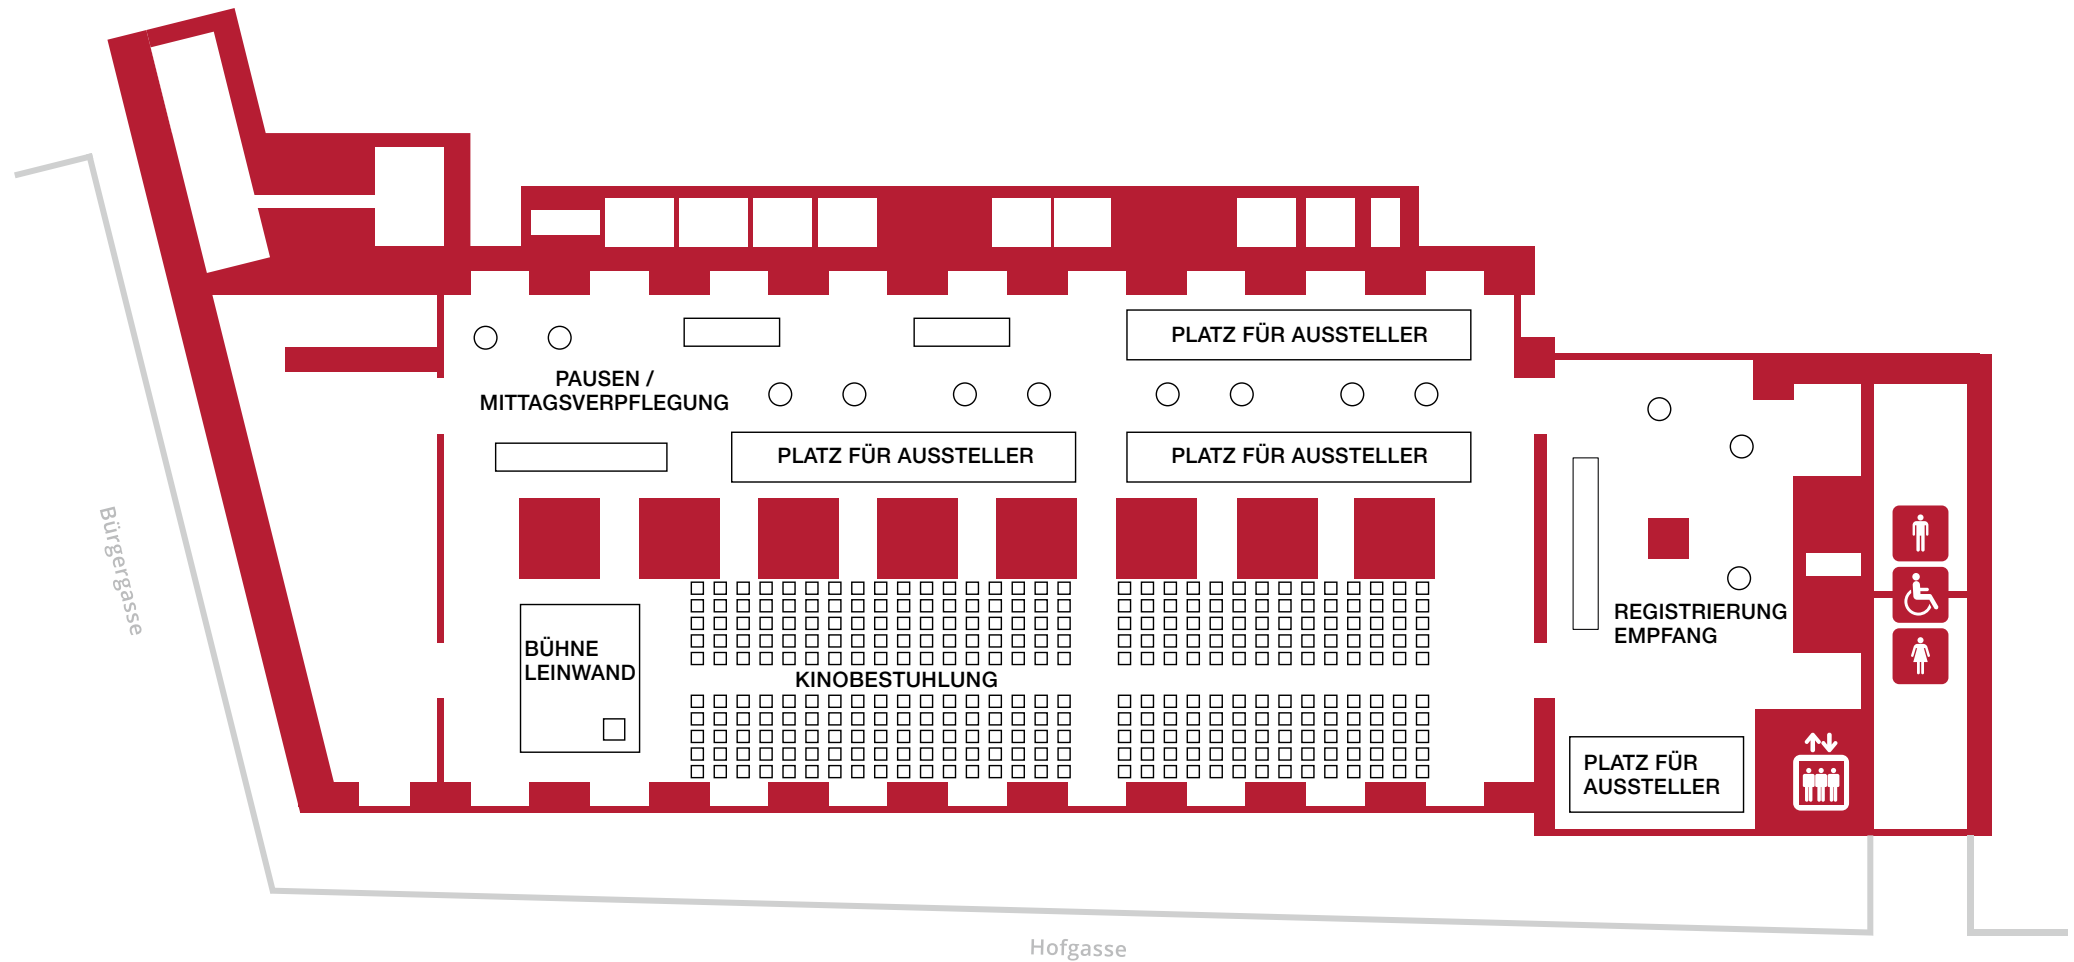 PLATZ FÜR AUSSTELLER
PAUSEN /
MITTAGSVERPFLEGUNG
PLATZ FÜR AUSSTELLER
PLATZ FÜR AUSSTELLER
Bürgergasse
BÜHNE
LEINWAND
KINOBESTUHLUNG
REGISTRIERUNG
EMPFANG
PLATZ FÜR
AUSSTELLER
Hofgasse